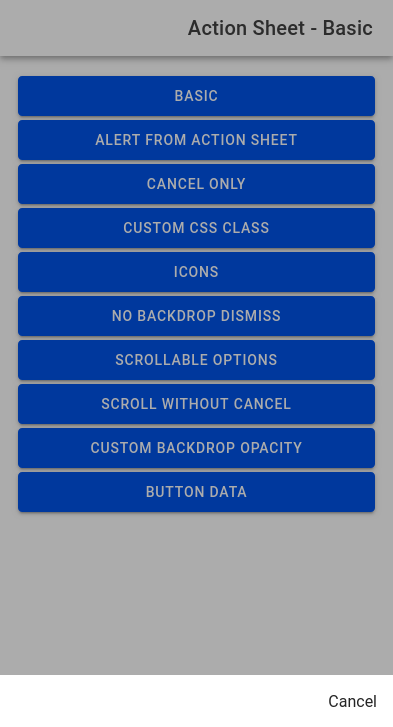 Action Sheet - Basic
BASIC
ALERT FROM ACTION SHEET
CANCEL ONLY
CUSTOM CSS CLASS
ICONS
NO BACKDROP DISMISS
SCROLLABLE OPTIONS
SCROLL WITHOUT CANCEL
CUSTOM BACKDROP OPACITY
BUTTON DATA
Cancel